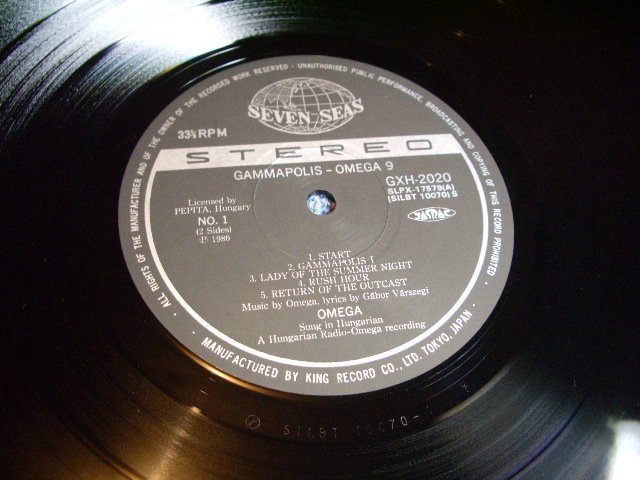 ALL RIGHTS OF THE MANUFACTURER AND OF THE OWNER OF THE RECORDED WORK RESERVED · UNAUTHORISED PUBLIC PERFORMANCE, BROADCASTING AND COPYING OF THIS RECORD PROHIBITED ·
SEVEN SEAS
33⅓RPM
STEREO
GAMMAPOLIS - OMEGA 9
GXH-2020
SLPX-17579(A)
(SILBT 10070) S
JASRAC
Licensed by
PEPITA, Hungary
NO. 1
(2 Sides)
Ⓟ 1980
1. START
2. GAMMAPOLIS I
3. LADY OF THE SUMMER NIGHT
4. RUSH HOUR
5. RETURN OF THE OUTCAST
Music by Omega, lyrics by Gábor Várszegi
OMEGA
Sung in Hungarian
A Hungarian Radio-Omega recording
· MANUFACTURED BY KING RECORD CO., LTD. TOKYO, JAPAN ·
SILBT 10070